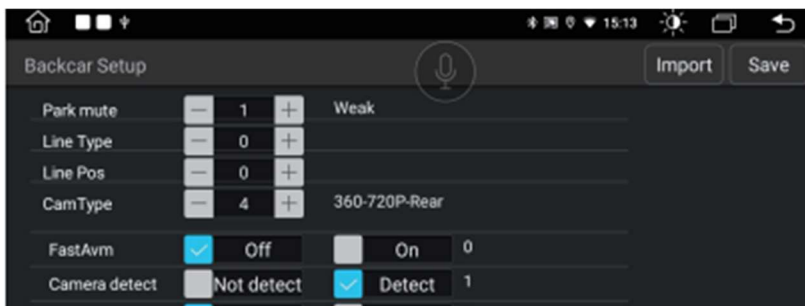 15:13
Backcar Setup Import Save
Park mute − 1 + Weak
Line Type − 0 +
Line Pos − 0 +
CamType − 4 + 360-720P-Rear
FastAvm Off On 0
Camera detect Not detect Detect 1